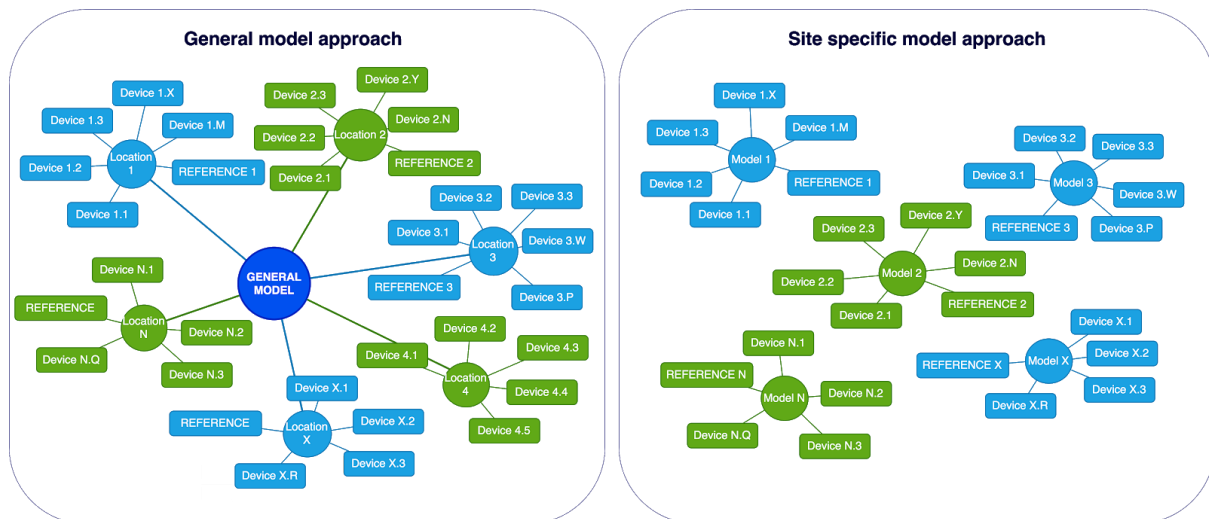 General model approach
Device 1.X
Device 1.3
Device 1.M
Location
1
Device 1.2
REFERENCE 1
Device 1.1
Device 2.Y
Device 2.3
Device 2.N
Location 2
Device 2.2
REFERENCE 2
Device 2.1
Device 3.2
Device 3.3
Device 3.1
Device 3.W
Location
3
REFERENCE 3
Device 3.P
GENERAL
MODEL
Device N.1
REFERENCE
Location
N
Device N.2
Device N.Q
Device N.3
Device 4.2
Device 4.1
Device 4.3
Location
4
Device 4.4
Device 4.5
Device X.1
REFERENCE
Location
X
Device X.2
Device X.3
Device X.R
Site specific model approach
Device 1.X
Device 1.3
Device 1.M
Model 1
Device 1.2
REFERENCE 1
Device 1.1
Device 3.2
Device 3.3
Device 3.1
Model 3
Device 3.W
REFERENCE 3
Device 3.P
Device 2.Y
Device 2.3
Device 2.N
Model 2
Device 2.2
REFERENCE 2
Device 2.1
Device X.1
Device X.2
REFERENCE X
Model X
Device X.3
Device X.R
Device N.1
REFERENCE N
Model N
Device N.2
Device N.Q
Device N.3